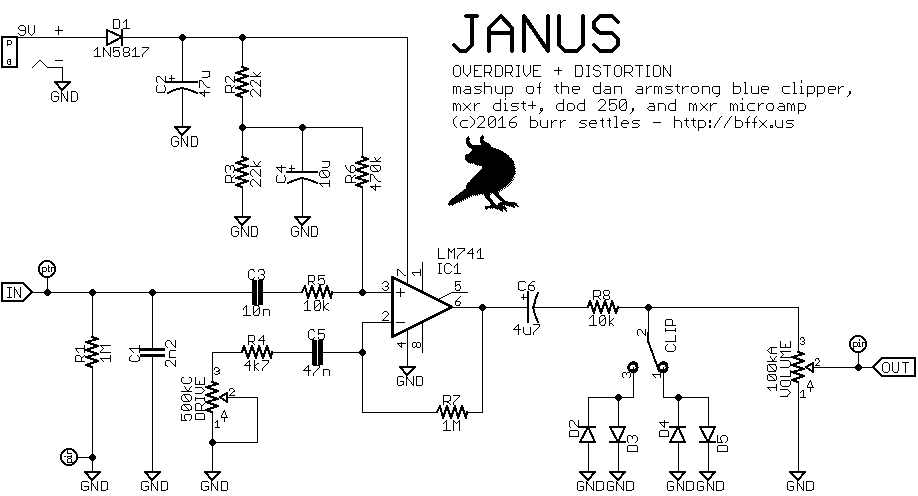 JANUS
OVERDRIVE + DISTORTION
mashup of the dan armstrong blue clipper,
mxr dist+, dod 250, and mxr microamp
(c)2016 burr settles - http://bffx.us
9V + D1
P
G
-
1N5817
GND
C2 + 47u
GND
R2 22k
R3 22k
GND
C4 + 10u
GND
R6 470k
LM741
IC1
7 1
5
6
3 +
2 -
4 8
GND
ptr
IN
R1 1M
ptr
GND
C1 2n2
GND
C3
10n
R5
10k
R4
4k7
C5
47n
3
500kC
DRIVE
2
1
GND
R7
1M
C6
+
4u7
R8
10k
2
CLIP
3 1
D2 D3 D4 D5
GND GND GND GND
3
100kA
VOLUME
2
1
GND
ptr
OUT